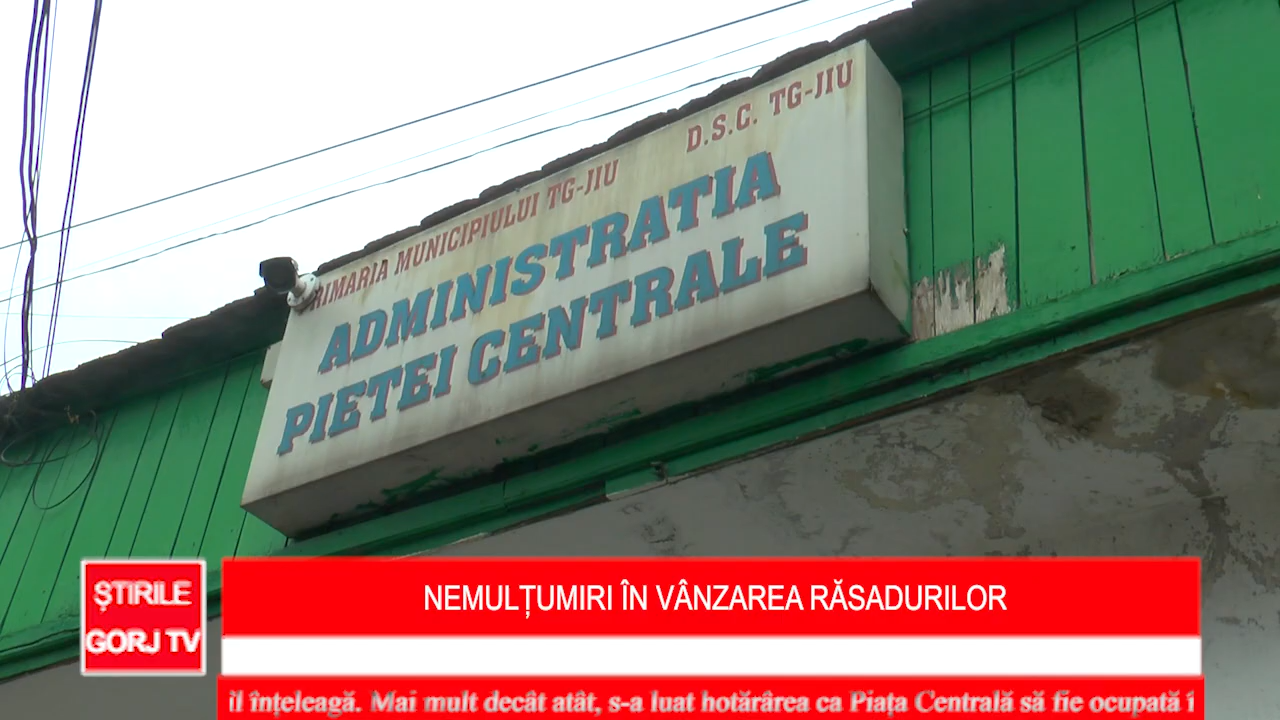 PRIMARIA MUNICIPIULUI TG-JIU D.S.C. TG-JIU
ADMINISTRATIA
PIETEI CENTRALE
ȘTIRILE
GORJ TV
NEMULȚUMIRI ÎN VÂNZAREA RĂSADURILOR
îl înțeleagă. Mai mult decât atât, s-a luat hotărârea ca Piața Centrală să fie ocupată